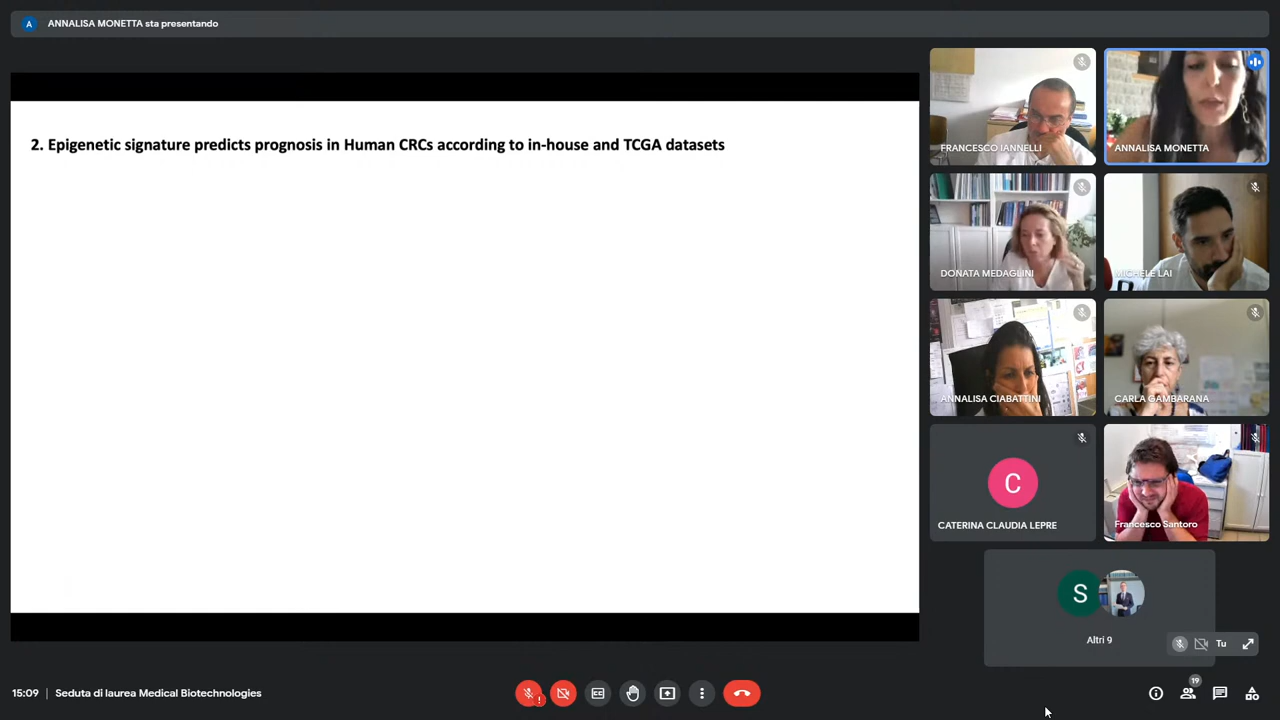 A ANNALISA MONETTA sta presentando
2. Epigenetic signature predicts prognosis in Human CRCs according to in-house and TCGA datasets
FRANCESCO IANNELLI
ANNALISA MONETTA
DONATA MEDAGLINI
MICHELE LAI
ANNALISA CIABATTINI
CARLA GAMBARANA
C
CATERINA CLAUDIA LEPRE
Francesco Santoro
S
Altri 9
Tu
15:09 Seduta di laurea Medical Biotechnologies
!
CC
19